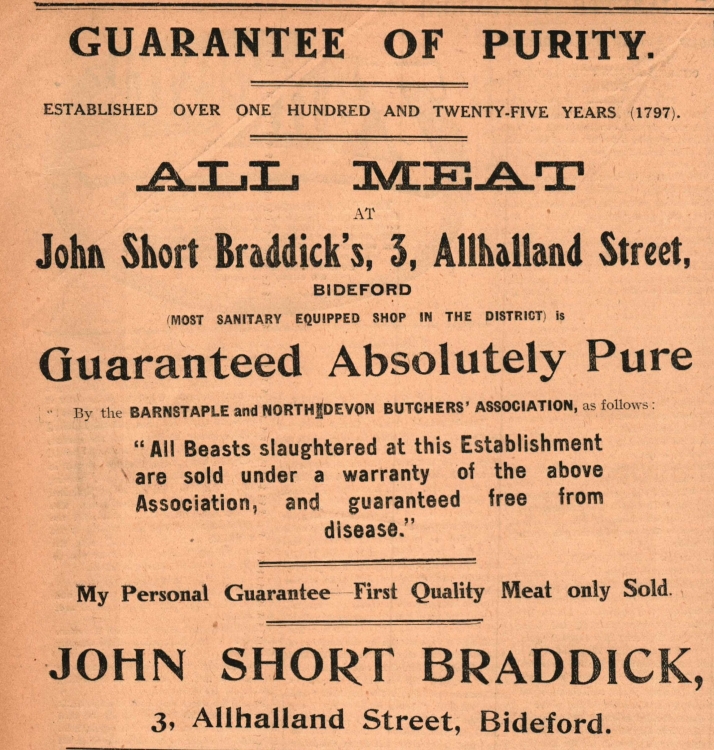 GUARANTEE OF PURITY.
ESTABLISHED OVER ONE HUNDRED AND TWENTY-FIVE YEARS (1797).
ALL MEAT
AT
John Short Braddick's, 3, Allhalland Street,
BIDEFORD
(MOST SANITARY EQUIPPED SHOP IN THE DISTRICT) is
Guaranteed Absolutely Pure
By the BARNSTAPLE and NORTH DEVON BUTCHERS' ASSOCIATION, as follows:
"All Beasts slaughtered at this Establishment
are sold under a warranty of the above
Association, and guaranteed free from
disease."
My Personal Guarantee First Quality Meat only Sold.
JOHN SHORT BRADDICK,
3, Allhalland Street, Bideford.